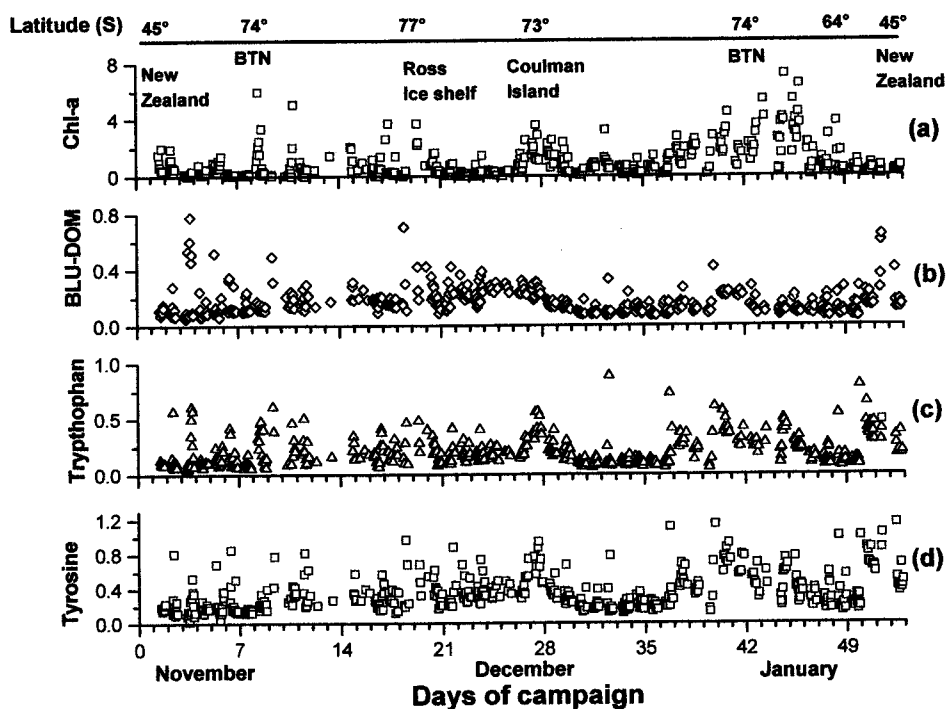 Latitude (S) 45° 74° 77° 73° 74° 64° 45°
BTN BTN
New Zealand
Ross Ice shelf
Coulman Island
New Zealand
Chl-a
8
4
0
(a)
BLU-DOM
0.8
0.4
0.0
(b)
Trypthophan
1.0
0.5
0.0
(c)
Tyrosine
1.2
0.8
0.4
0.0
(d)
0 7 14 21 28 35 42 49
November December January
Days of campaign